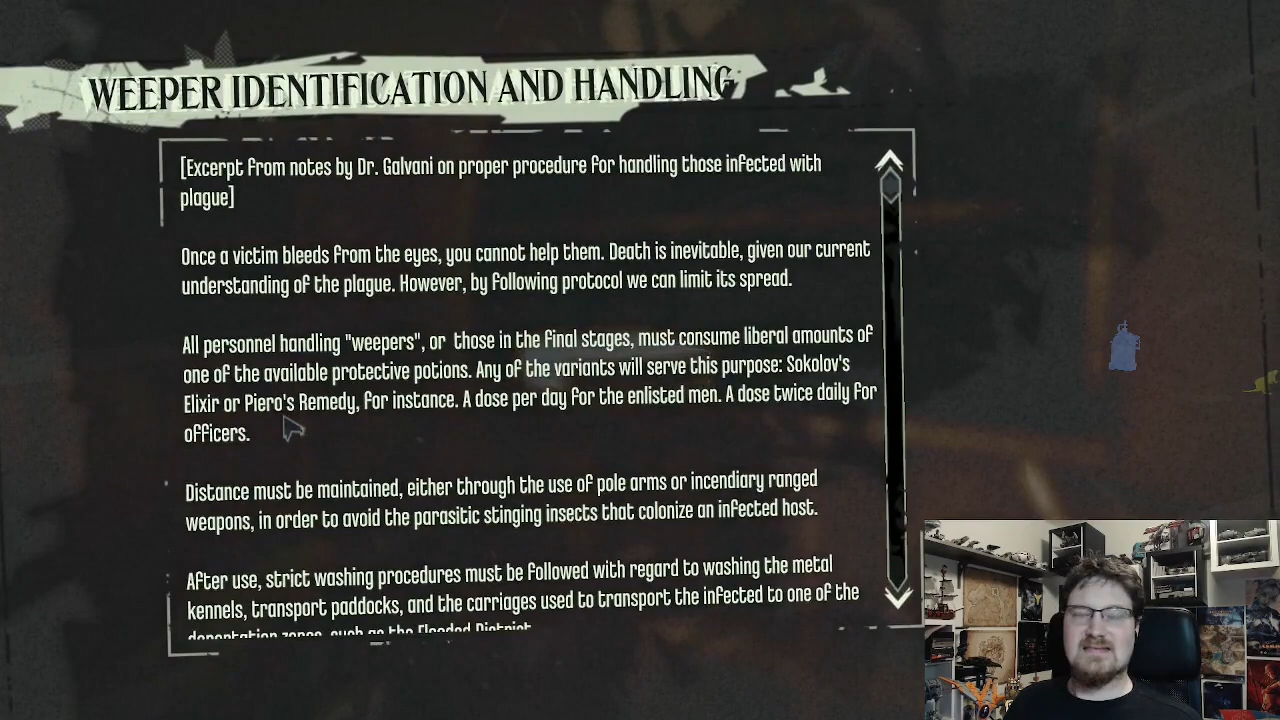 WEEPER IDENTIFICATION AND HANDLING
[Excerpt from notes by Dr. Galvani on proper procedure for handling those infected with
plague]
Once a victim bleeds from the eyes, you cannot help them. Death is inevitable, given our current
understanding of the plague. However, by following protocol we can limit its spread.
All personnel handling "weepers", or those in the final stages, must consume liberal amounts of
one of the available protective potions. Any of the variants will serve this purpose: Sokolov's
Elixir or Piero's Remedy, for instance. A dose per day for the enlisted men. A dose twice daily for
officers.
Distance must be maintained, either through the use of pole arms or incendiary ranged
weapons, in order to avoid the parasitic stinging insects that colonize an infected host.
After use, strict washing procedures must be followed with regard to washing the metal
kennels, transport paddocks, and the carriages used to transport the infected to one of the
deportation zones, such as the Flooded District.